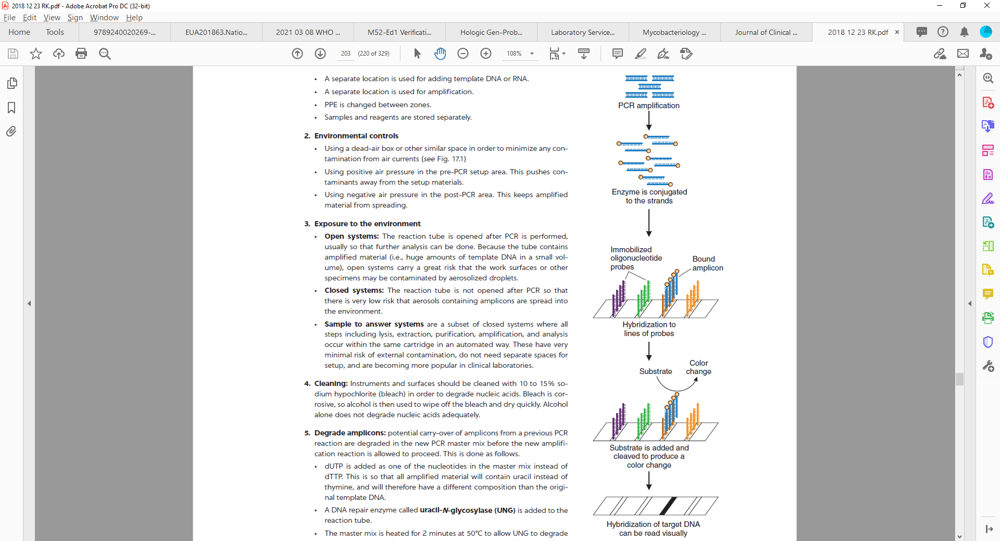 2018 12 23 RK.pdf - Adobe Acrobat Pro DC (32-bit)
File Edit View Sign Window Help
Home Tools 9789240020269-... EUA201863.Natio... 2021 03 08 WHO ... M52-Ed1 Verificati... Hologic Gen-Prob... Laboratory Service... Mycobacteriology ... Journal of Clinical ... 2018 12 23 RK.pdf
203 (220 of 329) 108%
• A separate location is used for adding template DNA or RNA.
• A separate location is used for amplification.
• PPE is changed between zones.
• Samples and reagents are stored separately.
2. Environmental controls
• Using a dead-air box or other similar space in order to minimize any con-
tamination from air currents (see Fig. 17.1)
• Using positive air pressure in the pre-PCR setup area. This pushes con-
taminants away from the setup materials.
• Using negative air pressure in the post-PCR area. This keeps amplified
material from spreading.
3. Exposure to the environment
• Open systems: The reaction tube is opened after PCR is performed,
usually so that further analysis can be done. Because the tube contains
amplified material (i.e., huge amounts of template DNA in a small vol-
ume), open systems carry a great risk that the work surfaces or other
specimens may be contaminated by aerosolized droplets.
• Closed systems: The reaction tube is not opened after PCR so that
there is very low risk that aerosols containing amplicons are spread into
the environment.
• Sample to answer systems are a subset of closed systems where all
steps including lysis, extraction, purification, amplification, and analysis
occur within the same cartridge in an automated way. These have very
minimal risk of external contamination, do not need separate spaces for
setup, and are becoming more popular in clinical laboratories.
4. Cleaning: Instruments and surfaces should be cleaned with 10 to 15% so-
dium hypochlorite (bleach) in order to degrade nucleic acids. Bleach is cor-
rosive, so alcohol is then used to wipe off the bleach and dry quickly. Alcohol
alone does not degrade nucleic acids adequately.
5. Degrade amplicons: potential carry-over of amplicons from a previous PCR
reaction are degraded in the new PCR master mix before the new amplifi-
cation reaction is allowed to proceed. This is done as follows.
• dUTP is added as one of the nucleotides in the master mix instead of
dTTP. This is so that all amplified material will contain uracil instead of
thymine, and will therefore have a different composition than the origi-
nal template DNA.
• A DNA repair enzyme called uracil-N-glycosylase (UNG) is added to the
reaction tube.
• The master mix is heated for 2 minutes at 50°C to allow UNG to degrade
PCR amplification
Enzyme is conjugated
to the strands
Immobilized
oligonucleotide
probes
Bound
amplicon
Hybridization to
lines of probes
Substrate
Color
change
Substrate is added and
cleaved to produce a
color change
Hybridization of target DNA
can be read visually